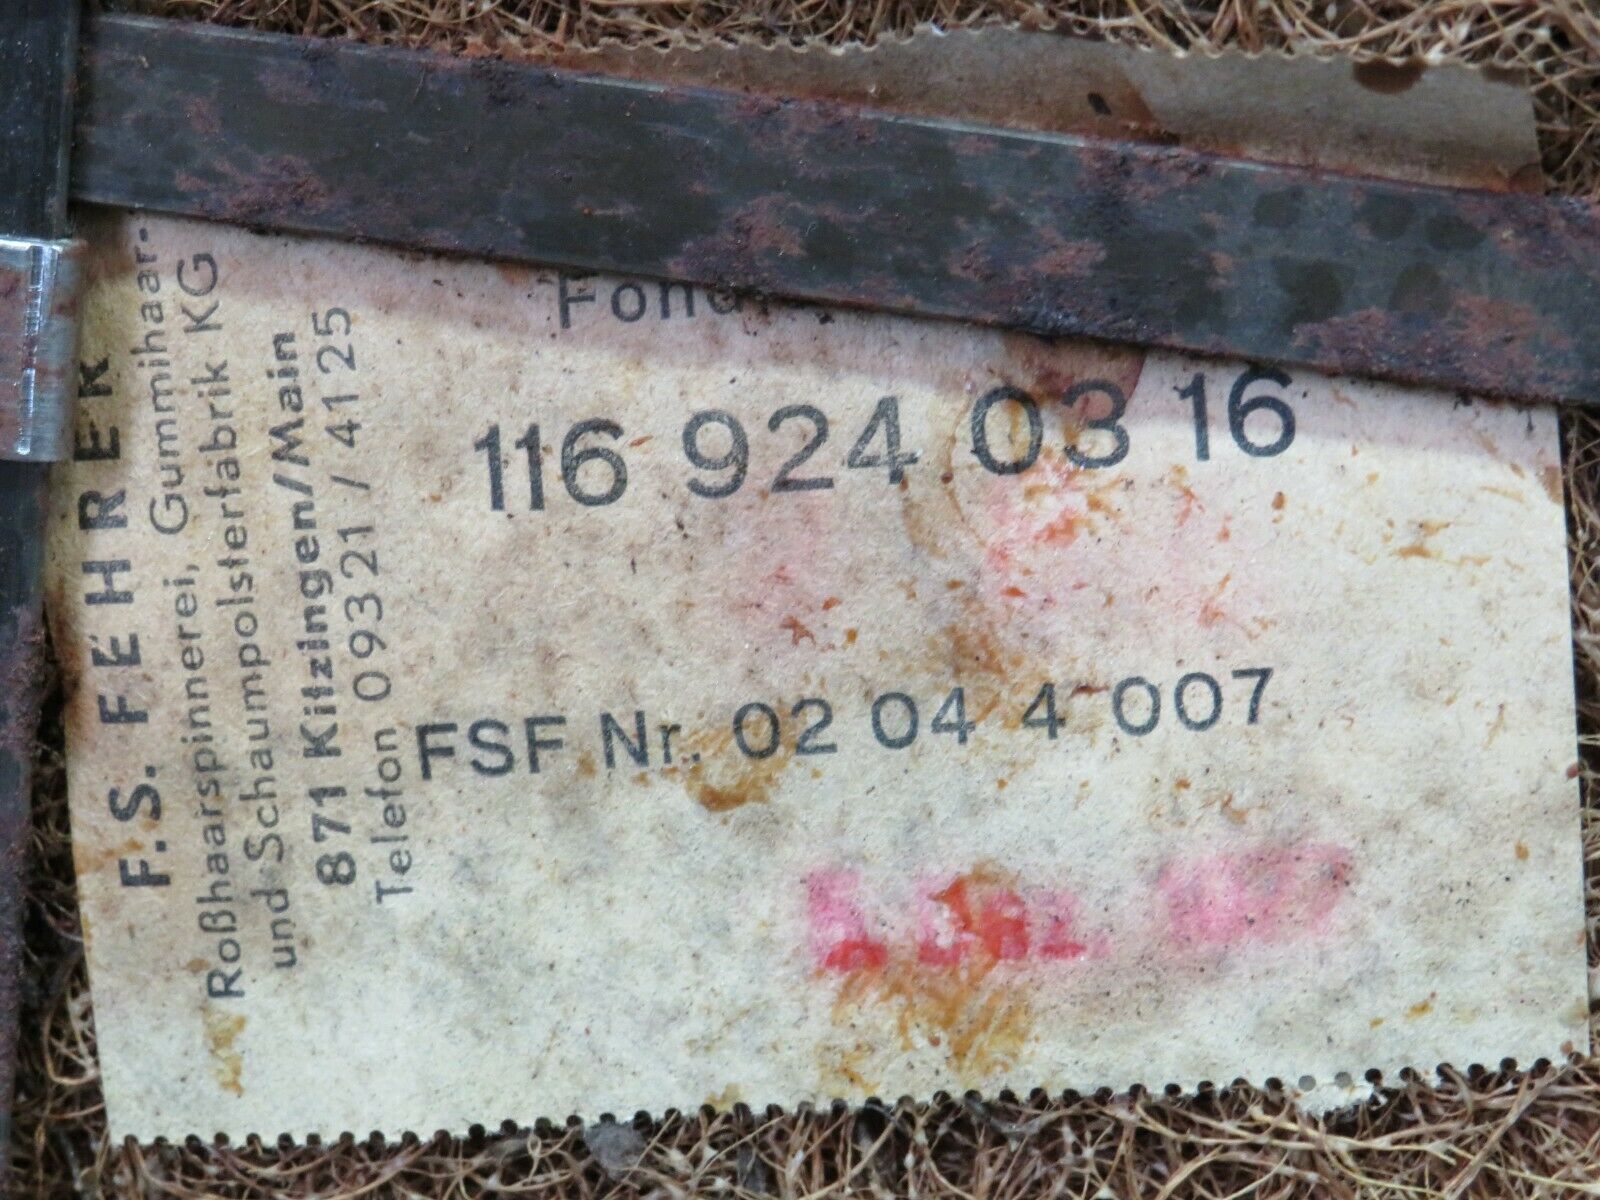 F.S. FEHRER
Roßhaarspinnerei, Gummihaar-
und Schaumpolsterfabrik KG
871 Kitzingen/Main
Telefon 09321/4125
116 924 03 16
FSF Nr. 02 04 4 007